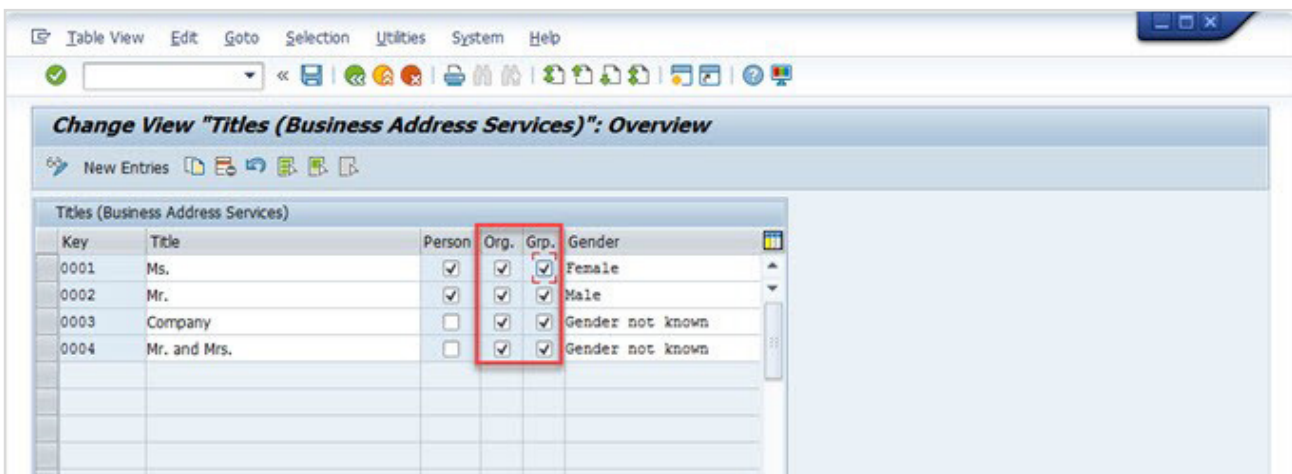 Table View Edit Goto Selection Utilities System Help
Change View "Titles (Business Address Services)": Overview
New Entries
Titles (Business Address Services)
Key Title Person Org. Grp. Gender
0001 Ms. Female
0002 Mr. Male
0003 Company Gender not known
0004 Mr. and Mrs. Gender not known